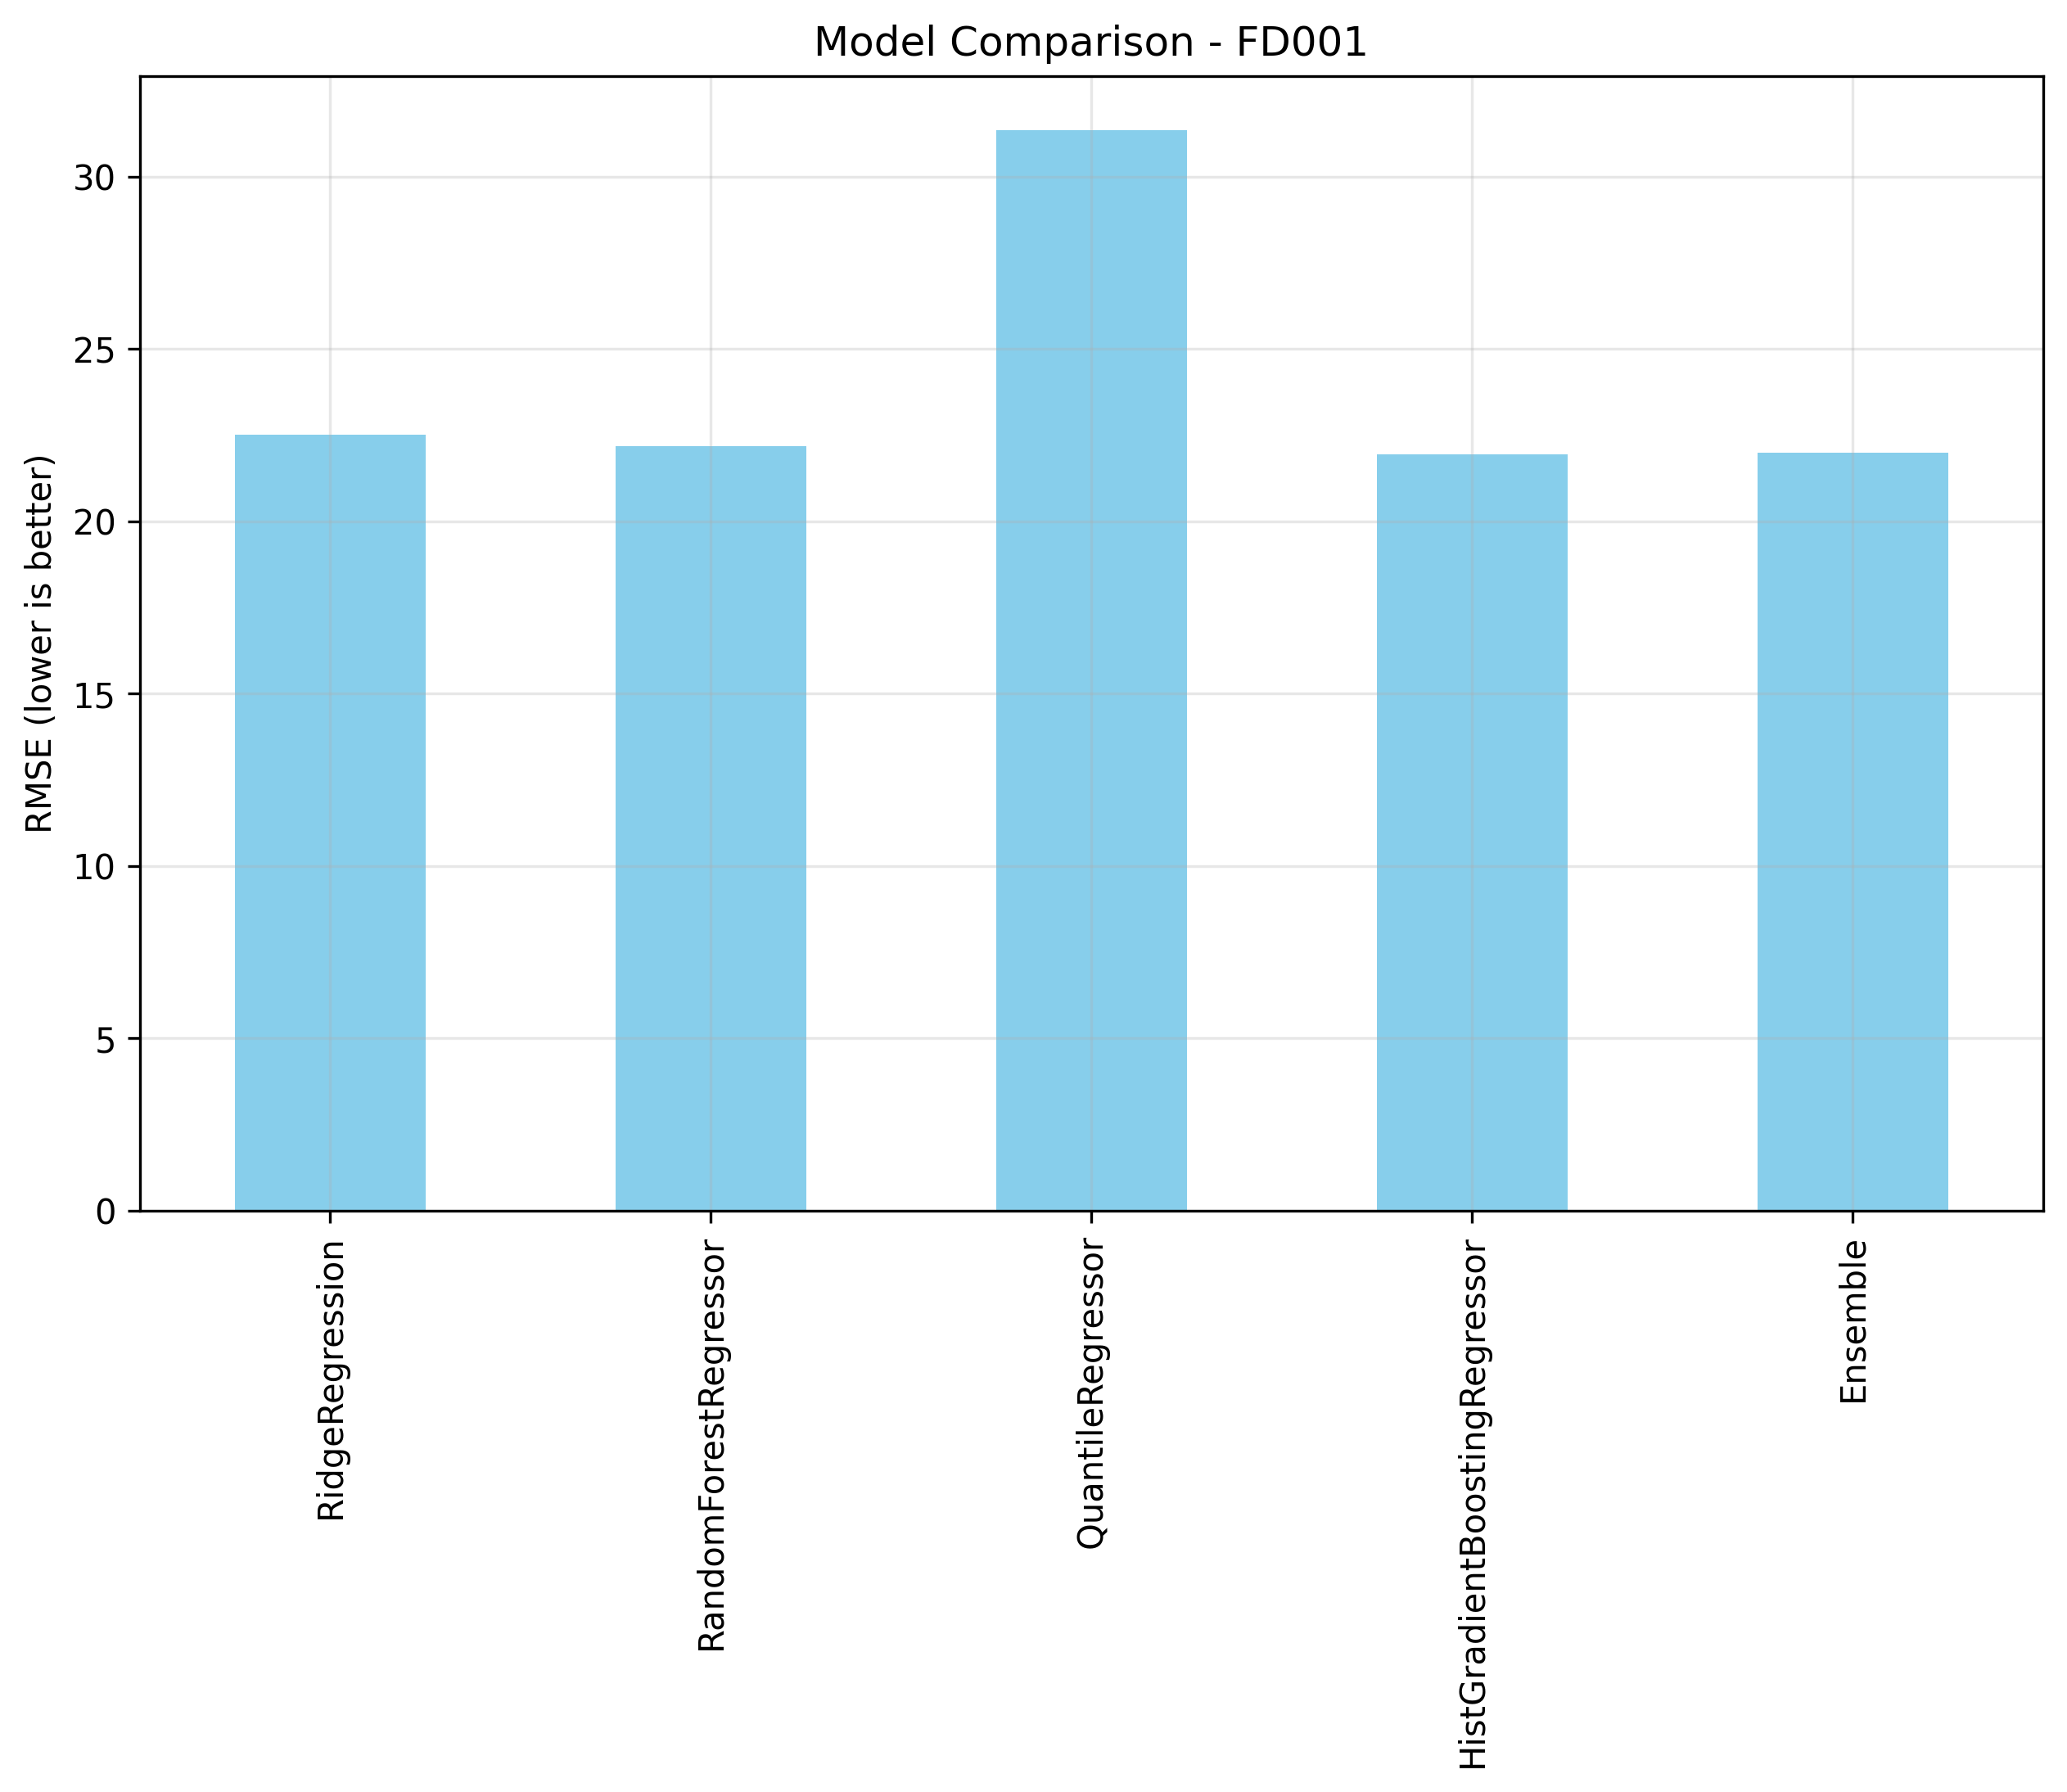 Model Comparison - FD001
RMSE (lower is better)
30
25
20
15
10
5
0
RidgeRegression
RandomForestRegressor
QuantileRegressor
HistGradientBoostingRegressor
Ensemble